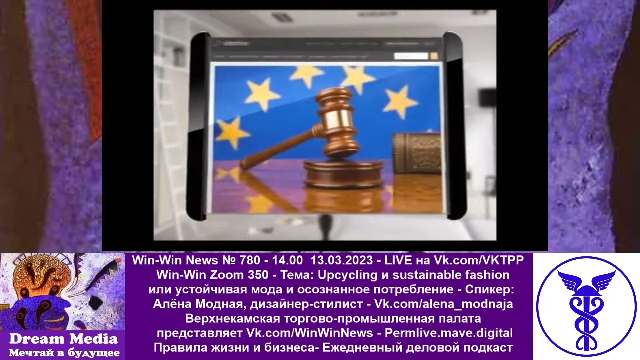 Win-Win News № 780 - 14.00 13.03.2023 - LIVE на Vk.com/VKTPP
Win-Win Zoom 350 - Тема: Upcycling и sustainable fashion
или устойчивая мода и осознанное потребление - Спикер:
Алёна Модная, дизайнер-стилист - Vk.com/alena_modnaja
Верхнекамская торгово-промышленная палата
представляет Vk.com/WinWinNews - Permlive.mave.digital
Правила жизни и бизнеса- Ежедневный деловой подкаст
Dream Media
Мечтай в будущее